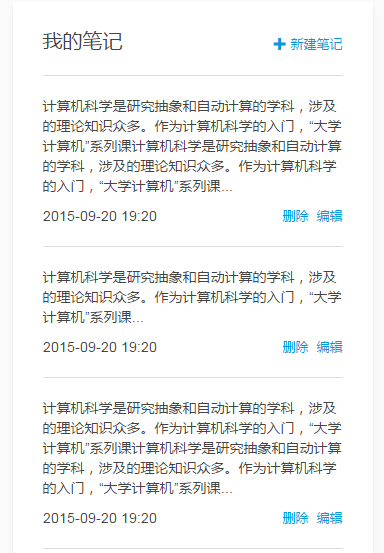 我的笔记
+ 新建笔记
计算机科学是研究抽象和自动计算的学科，涉及
的理论知识众多。作为计算机科学的入门，“大学
计算机”系列课计算机科学是研究抽象和自动计算
的学科，涉及的理论知识众多。作为计算机科学
的入门，“大学计算机”系列课...
2015-09-20 19:20
删除 编辑
计算机科学是研究抽象和自动计算的学科，涉及
的理论知识众多。作为计算机科学的入门，“大学
计算机”系列课...
2015-09-20 19:20
删除 编辑
计算机科学是研究抽象和自动计算的学科，涉及
的理论知识众多。作为计算机科学的入门，“大学
计算机”系列课计算机科学是研究抽象和自动计算
的学科，涉及的理论知识众多。作为计算机科学
的入门，“大学计算机”系列课...
2015-09-20 19:20
删除 编辑